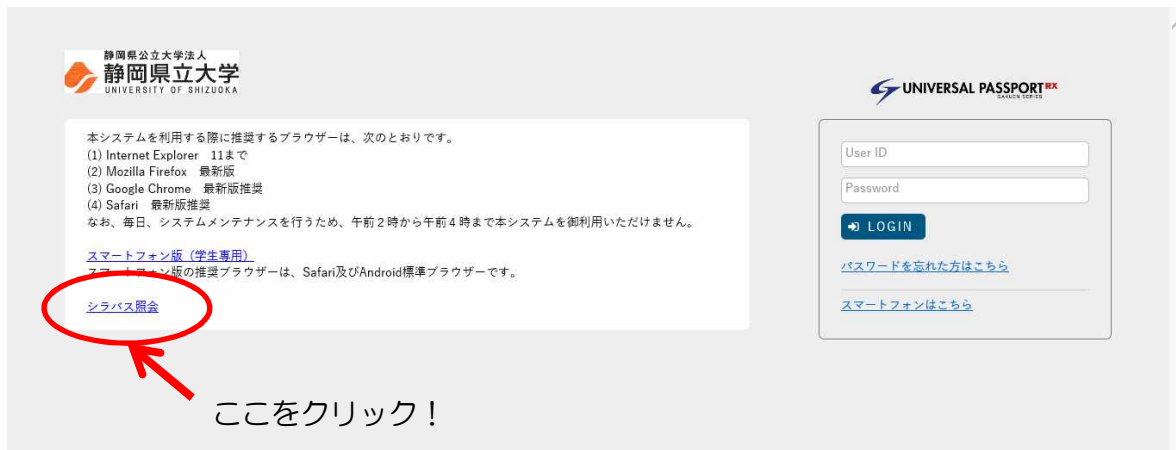 静岡県公立大学法人
静岡県立大学
UNIVERSITY OF SHIZUOKA
UNIVERSAL PASSPORT RX
GAKUEN SERIES
本システムを利用する際に推奨するブラウザーは、次のとおりです。
(1) Internet Explorer　11まで
(2) Mozilla Firefox　最新版
(3) Google Chrome　最新版推奨
(4) Safari　最新版推奨
なお、毎日、システムメンテナンスを行うため、午前２時から午前４時まで本システムを御利用いただけません。
スマートフォン版（学生専用）
スマートフォン版の推奨ブラウザーは、Safari及びAndroid標準ブラウザーです。
シラバス照会
User ID
Password
LOGIN
パスワードを忘れた方はこちら
スマートフォンはこちら
ここをクリック！